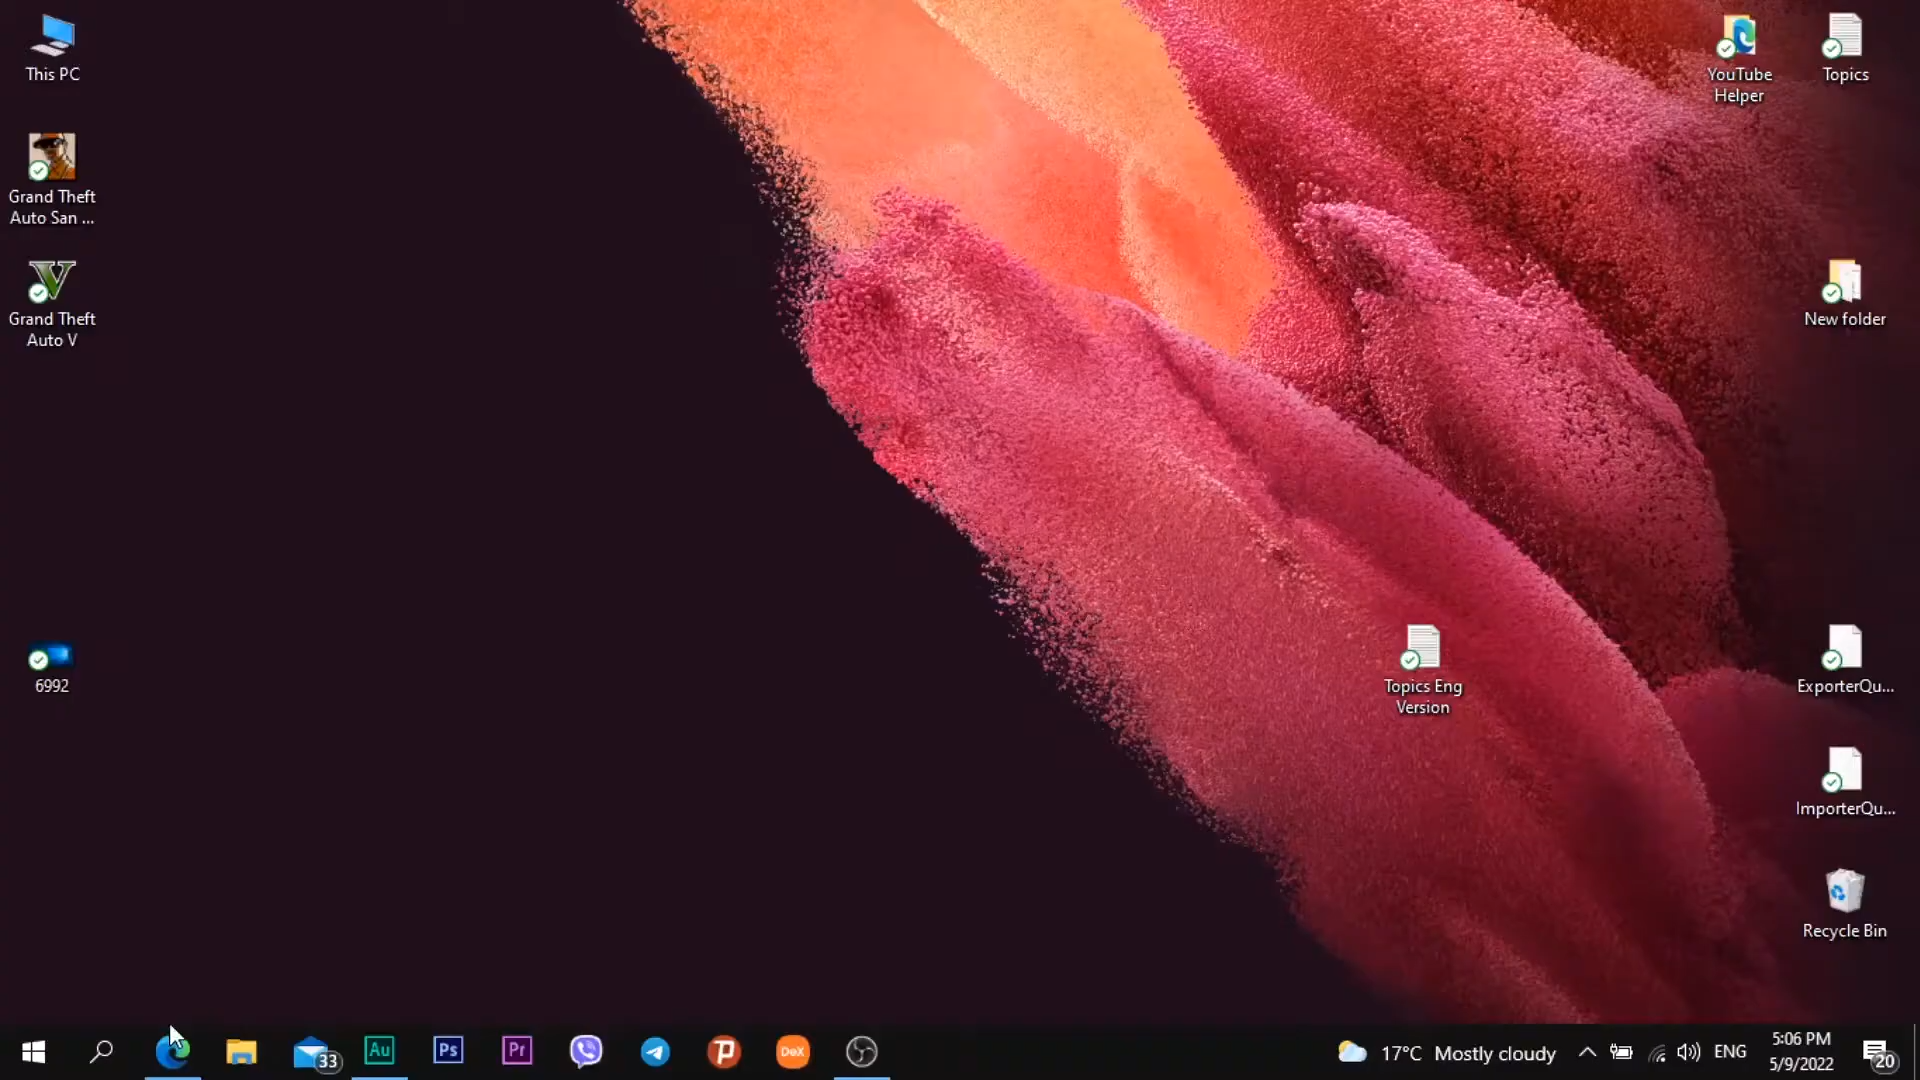 This PC
Grand Theft
Auto San ...
V
Grand Theft
Auto V
6992
YouTube
Helper
Topics
New folder
Topics Eng
Version
ExporterQu...
ImporterQu...
Recycle Bin
33
Au
Ps
Pr
P
DeX
17°C Mostly cloudy
ENG
5:06 PM
5/9/2022
20